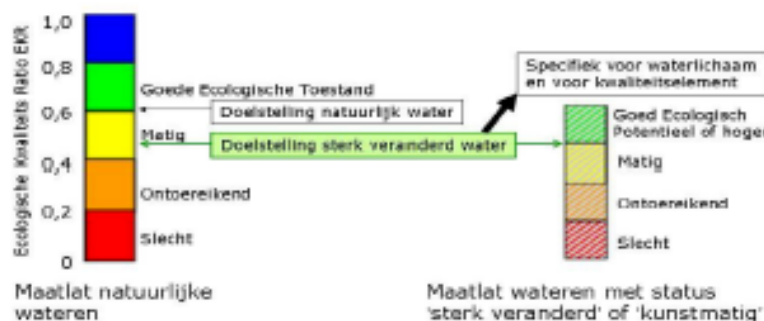 Ecologische Kwaliteits Ratio EKR
1,0
0,8
0,6
0,4
0,2
0
Goede Ecologische Toestand
Doelstelling natuurlijk water
Matig
Doelstelling sterk veranderd water
Ontoereikend
Slecht
Maatlat natuurlijke
wateren
Specifiek voor waterlichaam
en voor kwaliteitselement
Goed Ecologisch
Potentieel of hoger
Matig
Ontoereikend
Slecht
Maatlat wateren met status
'sterk veranderd' of 'kunstmatig'